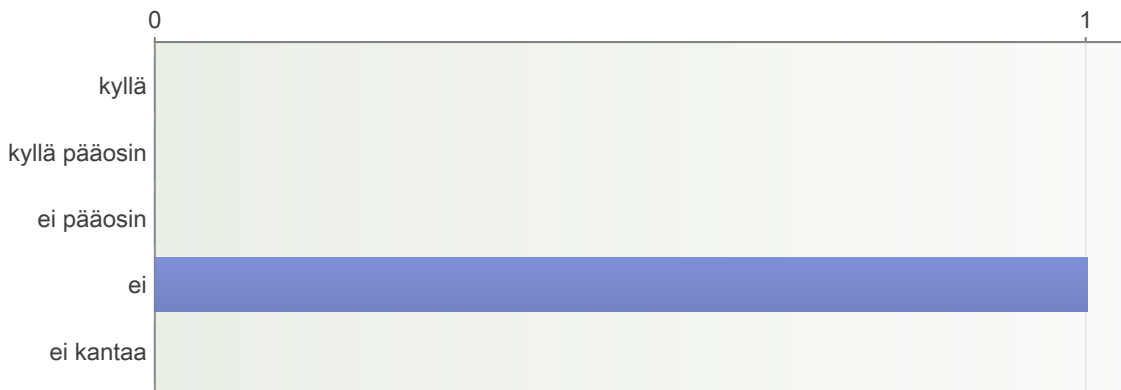 0 1
kyllä
kyllä pääosin
ei pääosin
ei
ei kantaa